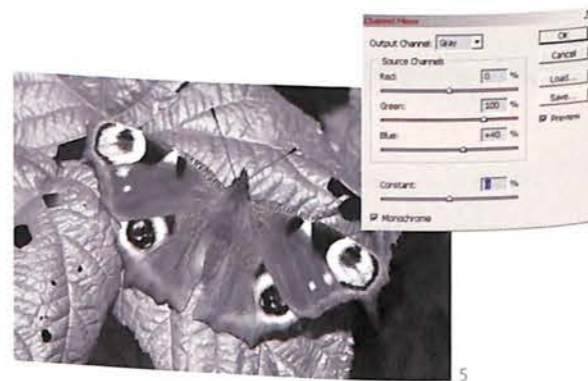 Channel Mixer
Output Channel: Gray
OK
Cancel
Load...
Save...
Preview
Source Channels
Red: 0 %
Green: 100 %
Blue: +40 %
Constant: %
Monochrome
5